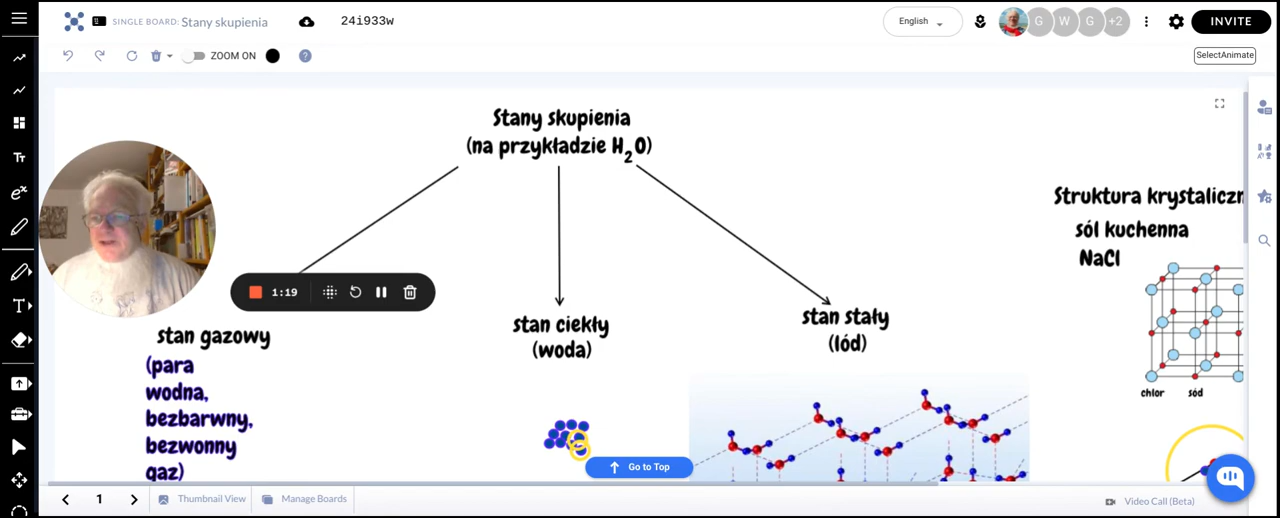 SINGLE BOARD: Stany skupienia
24i933w
English
G
W
G
+2
INVITE
ZOOM ON
SelectAnimate
Stany skupienia
(na przykładzie H₂O)
Struktura krystaliczn
sól kuchenna
NaCl
1:19
stan gazowy
(para
wodna,
bezbarwny,
bezwonny
gaz)
stan ciekły
(woda)
stan stały
(lód)
chlor sód
Tт
eˣ
T
Go to Top
1
Thumbnail View
Manage Boards
Video Call (Beta)